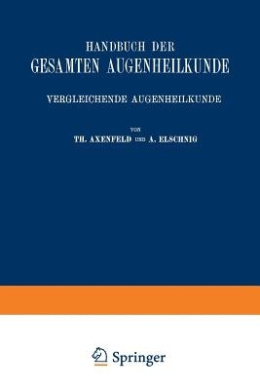 HANDBUCH DER
GESAMTEN AUGENHEILKUNDE
VERGLEICHENDE AUGENHEILKUNDE
VON
TH. AXENFELD UND A. ELSCHNIG
Springer